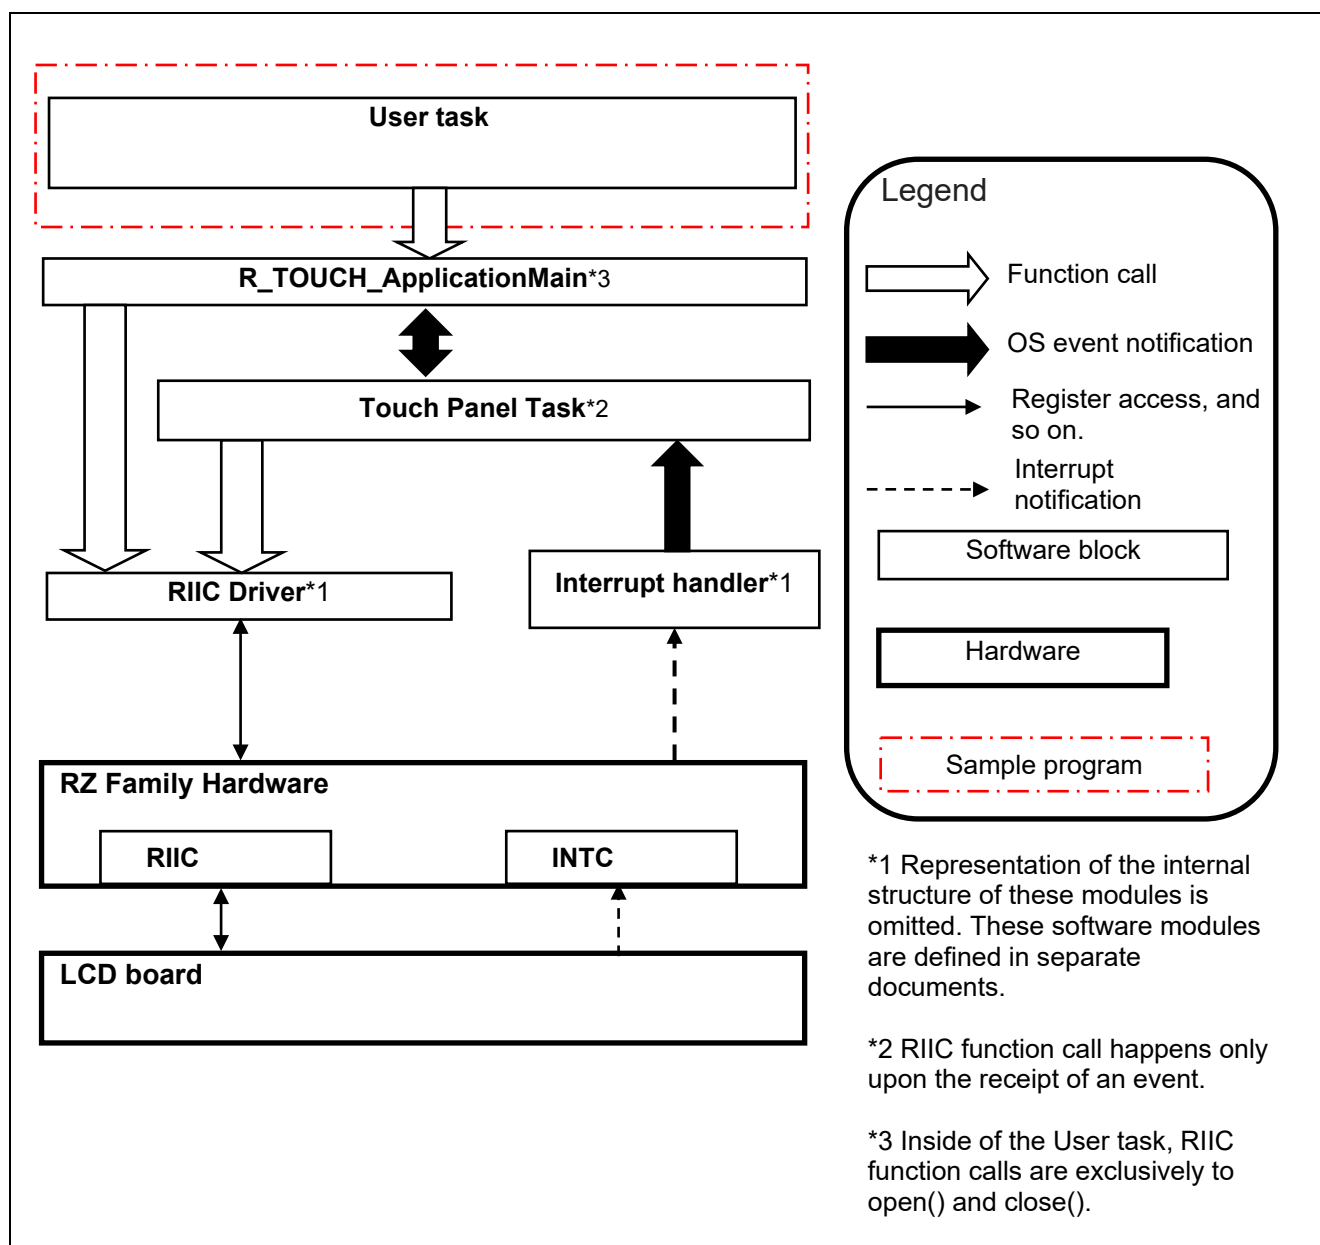 User task
R_TOUCH_ApplicationMain*3
Touch Panel Task*2
RIIC Driver*1
Interrupt handler*1
RZ Family Hardware
RIIC
INTC
LCD board
Legend
Function call
OS event notification
Register access, and
so on.
Interrupt
notification
Software block
Hardware
Sample program
*1 Representation of the internal
structure of these modules is
omitted. These software modules
are defined in separate
documents.
*2 RIIC function call happens only
upon the receipt of an event.
*3 Inside of the User task, RIIC
function calls are exclusively to
open() and close().